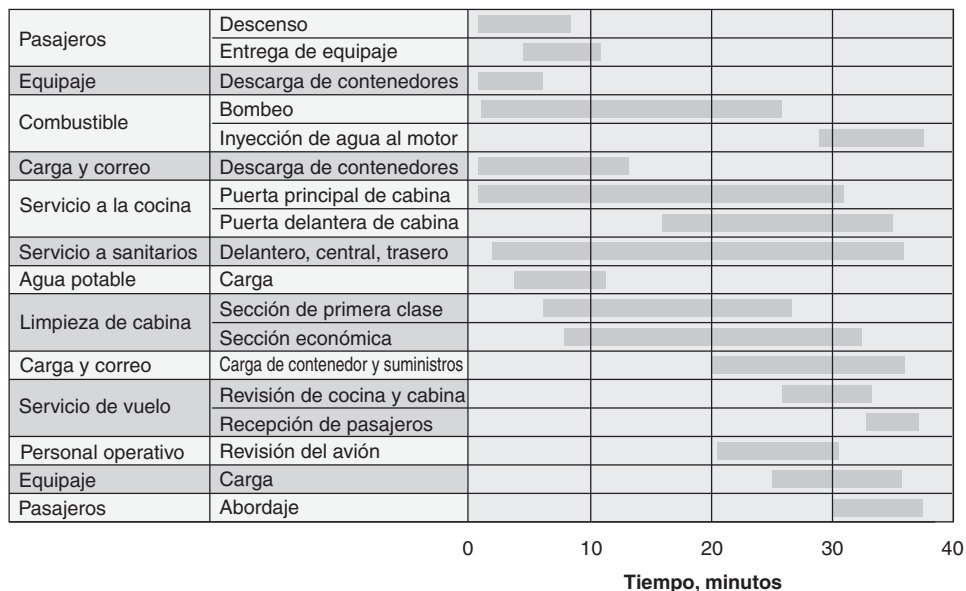 Pasajeros
Descenso
Entrega de equipaje
Equipaje
Descarga de contenedores
Combustible
Bombeo
Inyección de agua al motor
Carga y correo
Descarga de contenedores
Servicio a la cocina
Puerta principal de cabina
Puerta delantera de cabina
Servicio a sanitarios
Delantero, central, trasero
Agua potable
Carga
Limpieza de cabina
Sección de primera clase
Sección económica
Carga y correo
Carga de contenedor y suministros
Servicio de vuelo
Revisión de cocina y cabina
Recepción de pasajeros
Personal operativo
Revisión del avión
Equipaje
Carga
Pasajeros
Abordaje
0 10 20 30 40
Tiempo, minutos